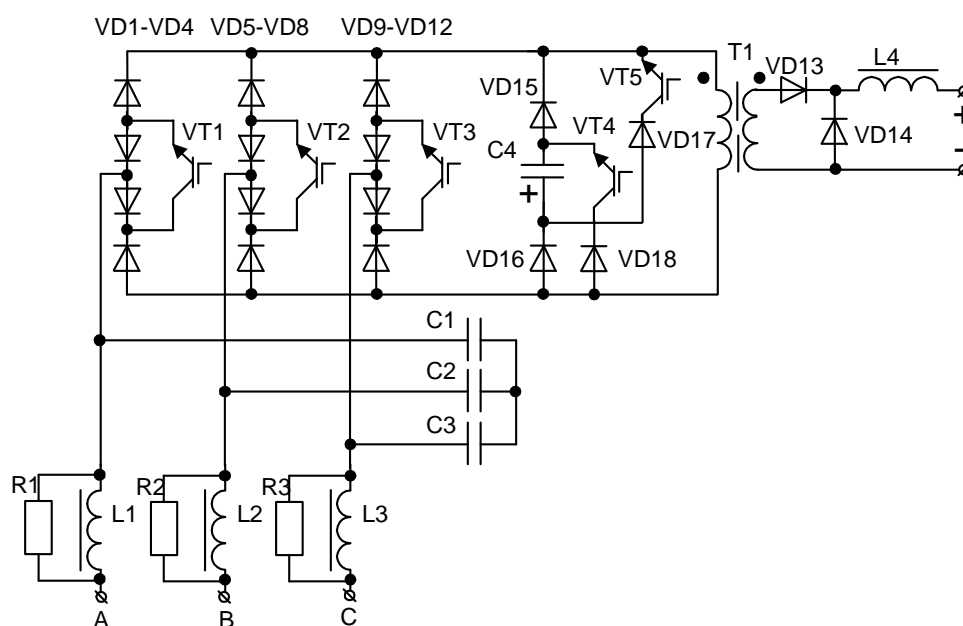 VD1-VD4 VD5-VD8 VD9-VD12
T1
L4
VD13
VT5
VD15
VT1 VT2 VT3
VT4
VD17
VD14
C4
+
-
+
VD16
VD18
C1
C2
C3
R1 R2 R3
L1 L2 L3
A B C